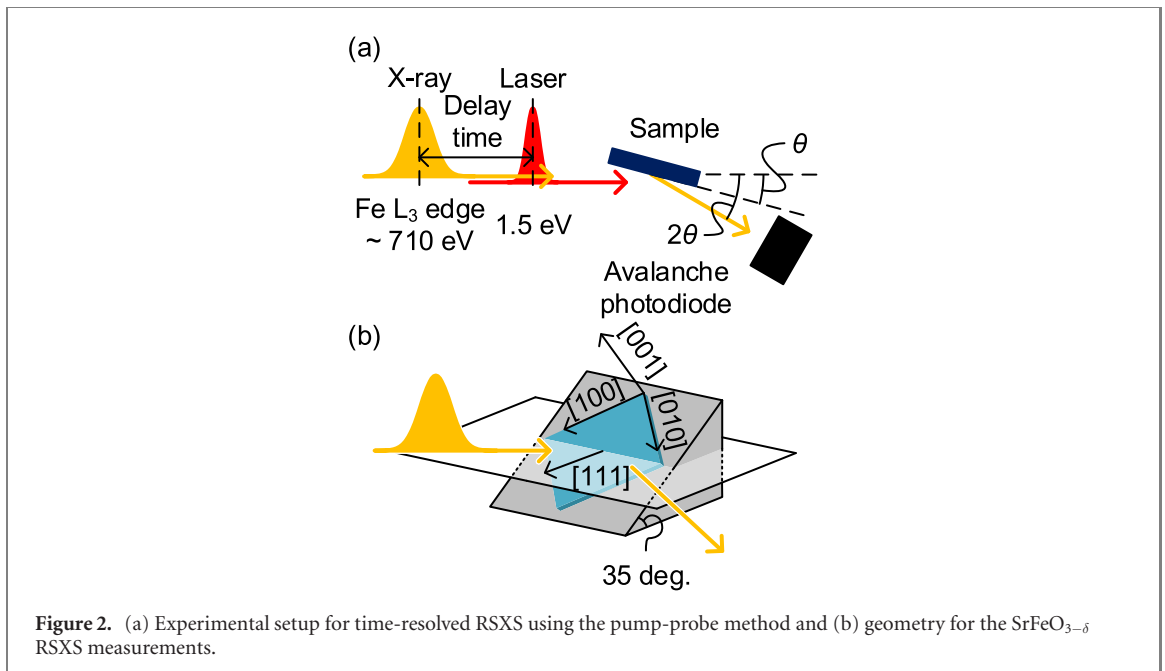 (a)
X-ray
Laser
Delay
time
Sample
θ
Fe L₃ edge
~ 710 eV
1.5 eV
2θ
Avalanche
photodiode
(b)
[001]
[100]
[010]
[111]
35 deg.
Figure 2. (a) Experimental setup for time-resolved RSXS using the pump-probe method and (b) geometry for the SrFeO₃₋δ
RSXS measurements.